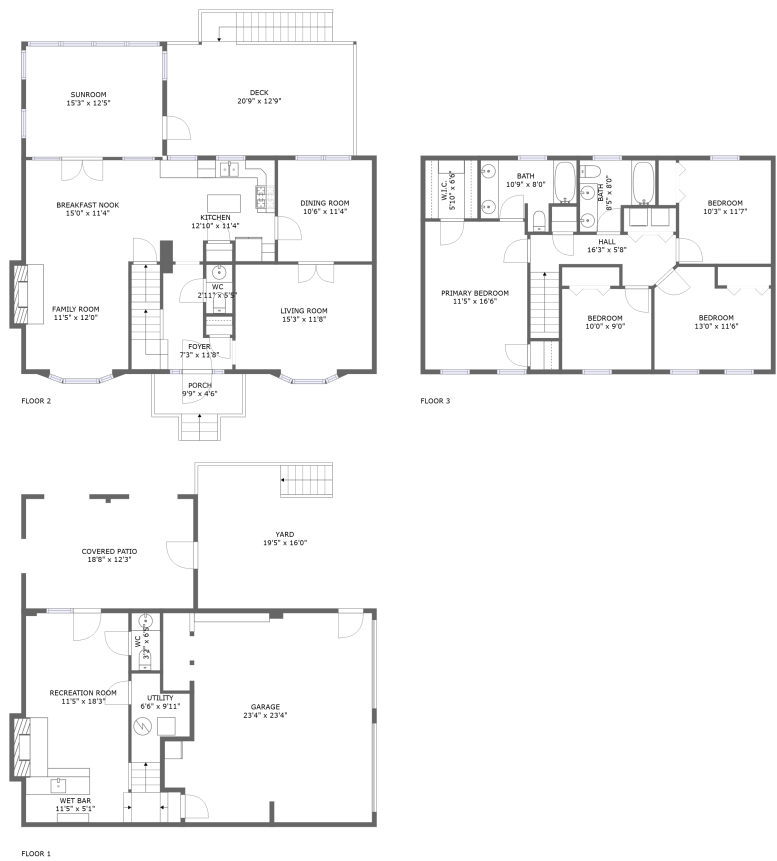 SUNROOM
15'3" x 12'5"
DECK
20'9" x 12'9"
BREAKFAST NOOK
15'0" x 11'4"
KITCHEN
12'10" x 11'4"
DINING ROOM
10'6" x 11'4"
WC
2'11" x 5'5"
FAMILY ROOM
11'5" x 12'0"
LIVING ROOM
15'3" x 11'8"
FOYER
7'3" x 11'8"
PORCH
9'9" x 4'6"
FLOOR 2
W.I.C.
5'10" x 6'6"
BATH
10'9" x 8'0"
BATH
8'5" x 8'0"
BEDROOM
10'3" x 11'7"
HALL
16'3" x 5'8"
PRIMARY BEDROOM
11'5" x 16'6"
BEDROOM
10'0" x 9'0"
BEDROOM
13'0" x 11'6"
FLOOR 3
COVERED PATIO
18'8" x 12'3"
YARD
19'5" x 16'0"
WC
3'2" x 6'5"
RECREATION ROOM
11'5" x 18'3"
UTILITY
6'6" x 9'11"
GARAGE
23'4" x 23'4"
WET BAR
11'5" x 5'1"
FLOOR 1